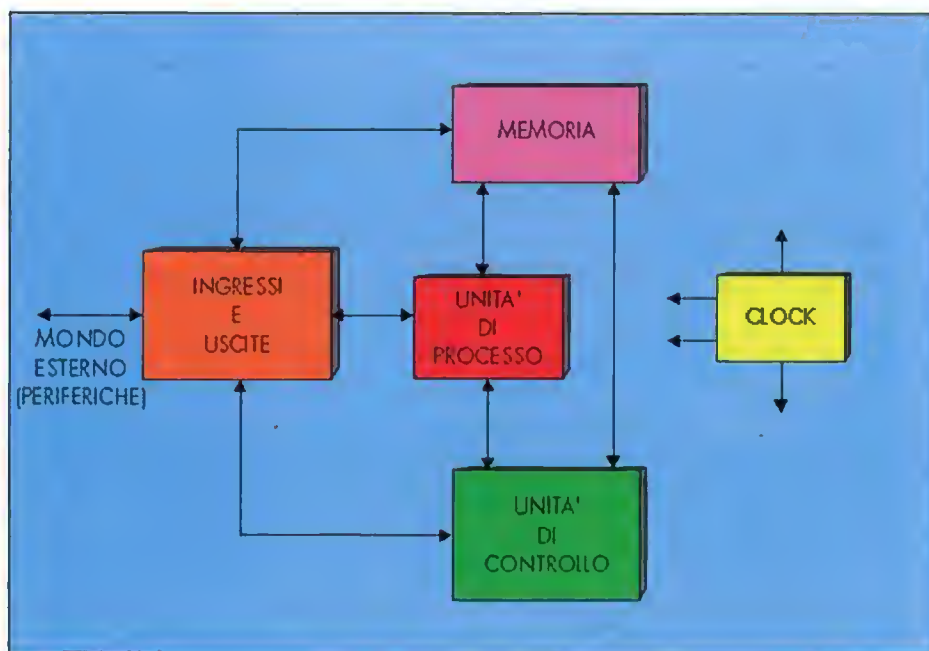 MEMORIA
INGRESSI
E
USCITE
UNITA'
DI
PROCESSO
CLOCK
MONDO
ESTERNO
(PERIFERICHE)
UNITA'
DI
CONTROLLO